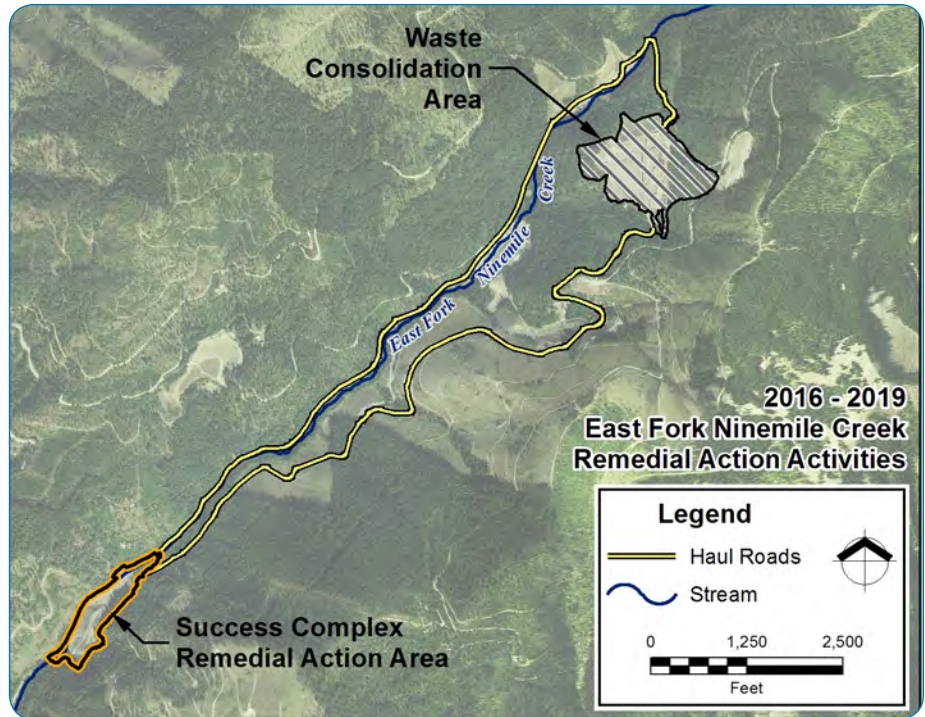 Waste
Consolidation
Area
East Fork Ninemile Creek
2016 - 2019
East Fork Ninemile Creek
Remedial Action Activities
Legend
Haul Roads
Stream
0 1,250 2,500
Feet
Success Complex
Remedial Action Area